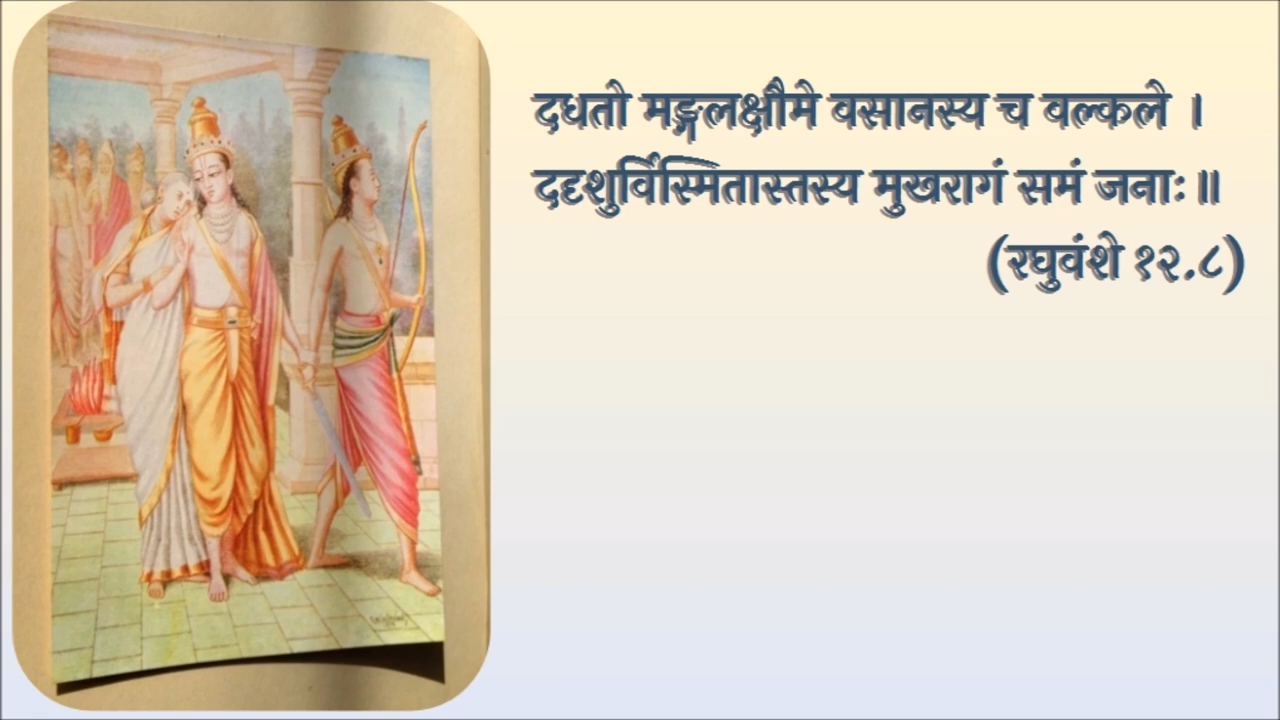 दधतो मङ्गलक्षौमे वसानस्य च वल्कले ।
ददृशुर्विस्मितास्तस्य मुखरागं समं जनाः ॥
(रघुवंशे १२.८)